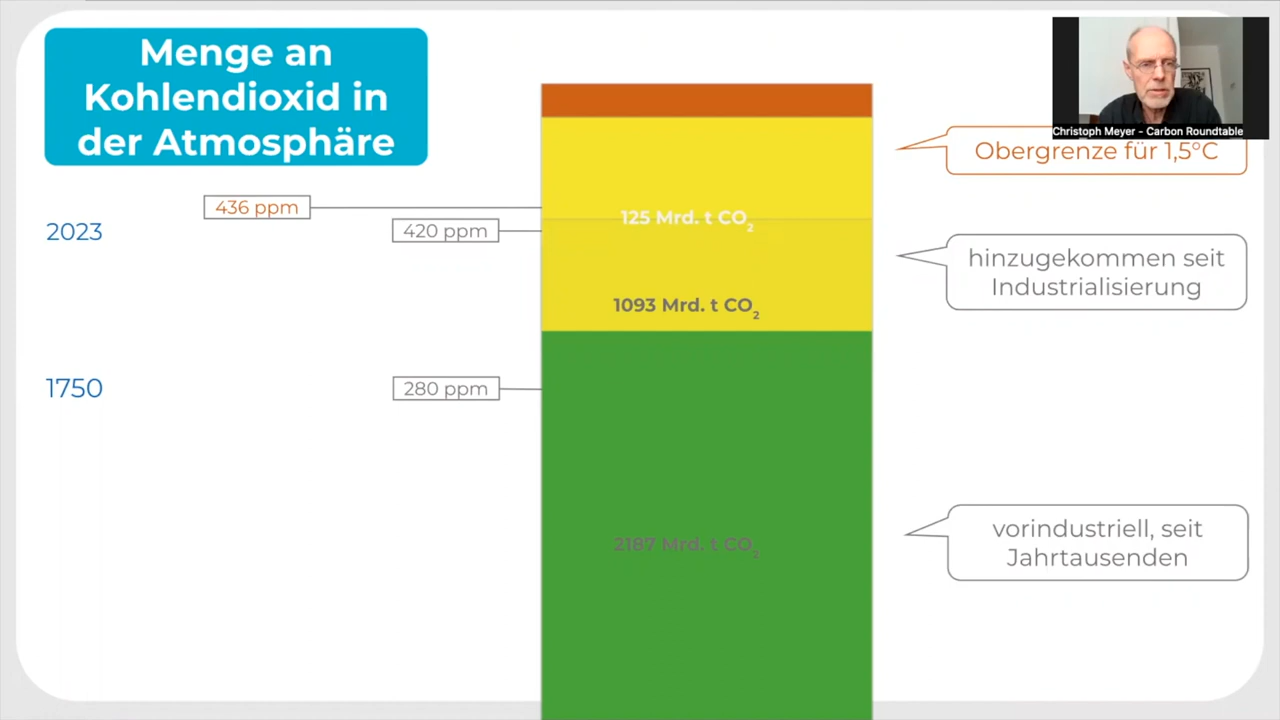 Menge an
Kohlendioxid in
der Atmosphäre
Christoph Meyer - Carbon Roundtable
Obergrenze für 1,5°C
436 ppm
2023
420 ppm
125 Mrd. t CO₂
hinzugekommen seit
Industrialisierung
1093 Mrd. t CO₂
1750
280 ppm
2187 Mrd. t CO₂
vorindustriell, seit
Jahrtausenden